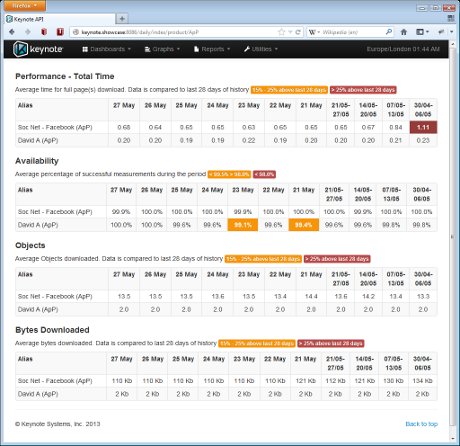 Firefox
Keynote API
keynote.showcase:8086/daily/index/product/ApP
Wikipedia (en)
keynote Dashboards Graphs Reports Utilities Europe/London 01:44 AM
Performance - Total Time
Average time for full page(s) download. Data is compared to last 28 days of history 15% - 25% above last 28 days > 25% above last 28 days
Alias 27 May 26 May 25 May 24 May 23 May 22 May 21 May 21/05-27/05 14/05-20/05 07/05-13/05 30/04-06/05
Soc Net - Facebook (ApP) 0.65 0.64 0.65 0.65 0.63 0.65 0.65 0.65 0.67 0.94 1.11
David A (ApP) 0.20 0.20 0.19 0.19 0.22 0.19 0.20 0.20 0.20 0.21 0.23
Availability
Average percentage of successful measurements during the period < 99.5% > 98.0% < 98.0%
Alias 27 May 26 May 25 May 24 May 23 May 22 May 21 May 21/05-27/05 14/05-20/05 07/05-13/05 30/04-06/05
Soc Net - Facebook (ApP) 99.9% 100.0% 100.0% 100.0% 99.9% 100.0% 100.0% 100.0% 99.9% 100.0% 100.0%
David A (ApP) 100.0% 100.0% 99.6% 99.6% 99.1% 99.6% 99.4% 99.6% 99.6% 99.8% 99.8%
Objects
Average Objects downloaded. Data is compared to last 28 days of history 15% - 25% above last 28 days > 25% above last 28 days
Alias 27 May 26 May 25 May 24 May 23 May 22 May 21 May 21/05-27/05 14/05-20/05 07/05-13/05 30/04-06/05
Soc Net - Facebook (ApP) 13.5 13.5 13.5 13.6 13.5 13.4 14.4 13.6 14.2 13.4 13.3
David A (ApP) 2.0 2.0 2.0 2.0 2.0 2.0 2.0 2.0 2.0 2.0 2.0
Bytes Downloaded
Average bytes downloaded. Data is compared to last 28 days of history 15% - 25% above last 28 days > 25% above last 28 days
Alias 27 May 26 May 25 May 24 May 23 May 22 May 21 May 21/05-27/05 14/05-20/05 07/05-13/05 30/04-06/05
Soc Net - Facebook (ApP) 110 Kb 110 Kb 110 Kb 110 Kb 110 Kb 110 Kb 121 Kb 112 Kb 121 Kb 130 Kb 134 Kb
David A (ApP) 2 Kb 2 Kb 2 Kb 2 Kb 2 Kb 2 Kb 2 Kb 2 Kb 2 Kb 2 Kb 2 Kb
© Keynote Systems, Inc. 2013 Back to top